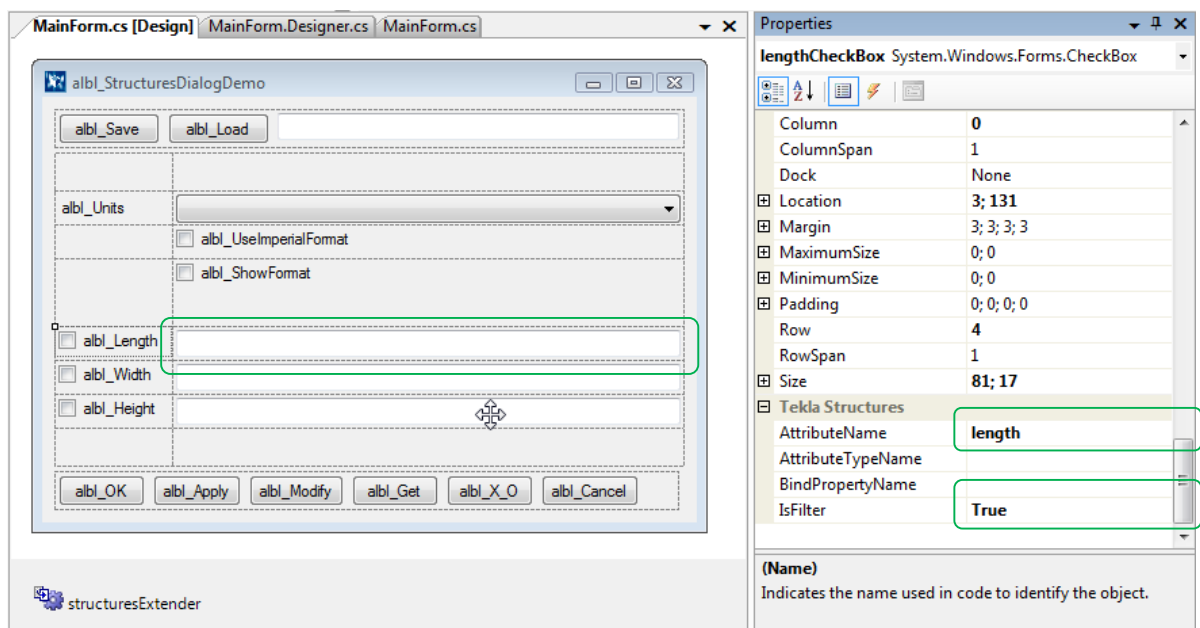 MainForm.cs [Design] MainForm.Designer.cs MainForm.cs
albl_StructuresDialogDemo
albl_Save albl_Load
albl_Units
albl_UseImperialFormat
albl_ShowFormat
albl_Length
albl_Width
albl_Height
albl_OK albl_Apply albl_Modify albl_Get albl_X_O albl_Cancel
structuresExtender
Properties
lengthCheckBox System.Windows.Forms.CheckBox
Column 0
ColumnSpan 1
Dock None
Location 3; 131
Margin 3; 3; 3; 3
MaximumSize 0; 0
MinimumSize 0; 0
Padding 0; 0; 0; 0
Row 4
RowSpan 1
Size 81; 17
Tekla Structures
AttributeName length
AttributeTypeName
BindPropertyName
IsFilter True
(Name)
Indicates the name used in code to identify the object.